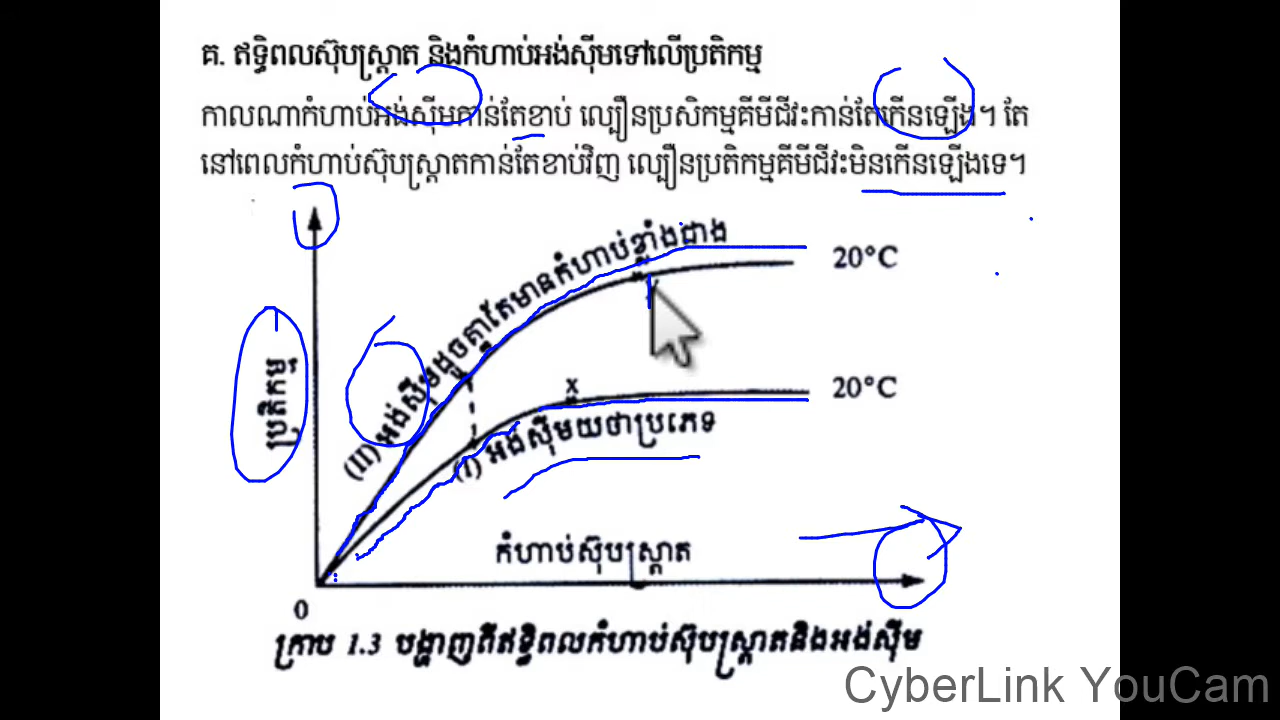 គ. ឥទ្ធិពលស៊ុបស្ត្រាត និងកំហាប់អង់ស៊ីមទៅលើប្រតិកម្ម
កាលណាកំហាប់អង់ស៊ីមកាន់តែខាប់ ល្បឿនប្រសិកម្មគីមីជីវះកាន់តែកើនឡើង។ តែ
នៅពេលកំហាប់ស៊ុបស្ត្រាតកាន់តែខាប់វិញ ល្បឿនប្រតិកម្មគីមីជីវះមិនកើនឡើងទេ។
(II) អង់ស៊ីមដូចគ្នាតែមានកំហាប់ខ្លាំងជាង
20°C
ប្រតិកម្ម
x
20°C
(I) អង់ស៊ីមយថាប្រភេទ
កំហាប់ស៊ុបស្ត្រាត
0
ក្រាប 1.3 បង្ហាញពីឥទ្ធិពលកំហាប់ស៊ុបស្ត្រាតនិងអង់ស៊ីម
CyberLink YouCam